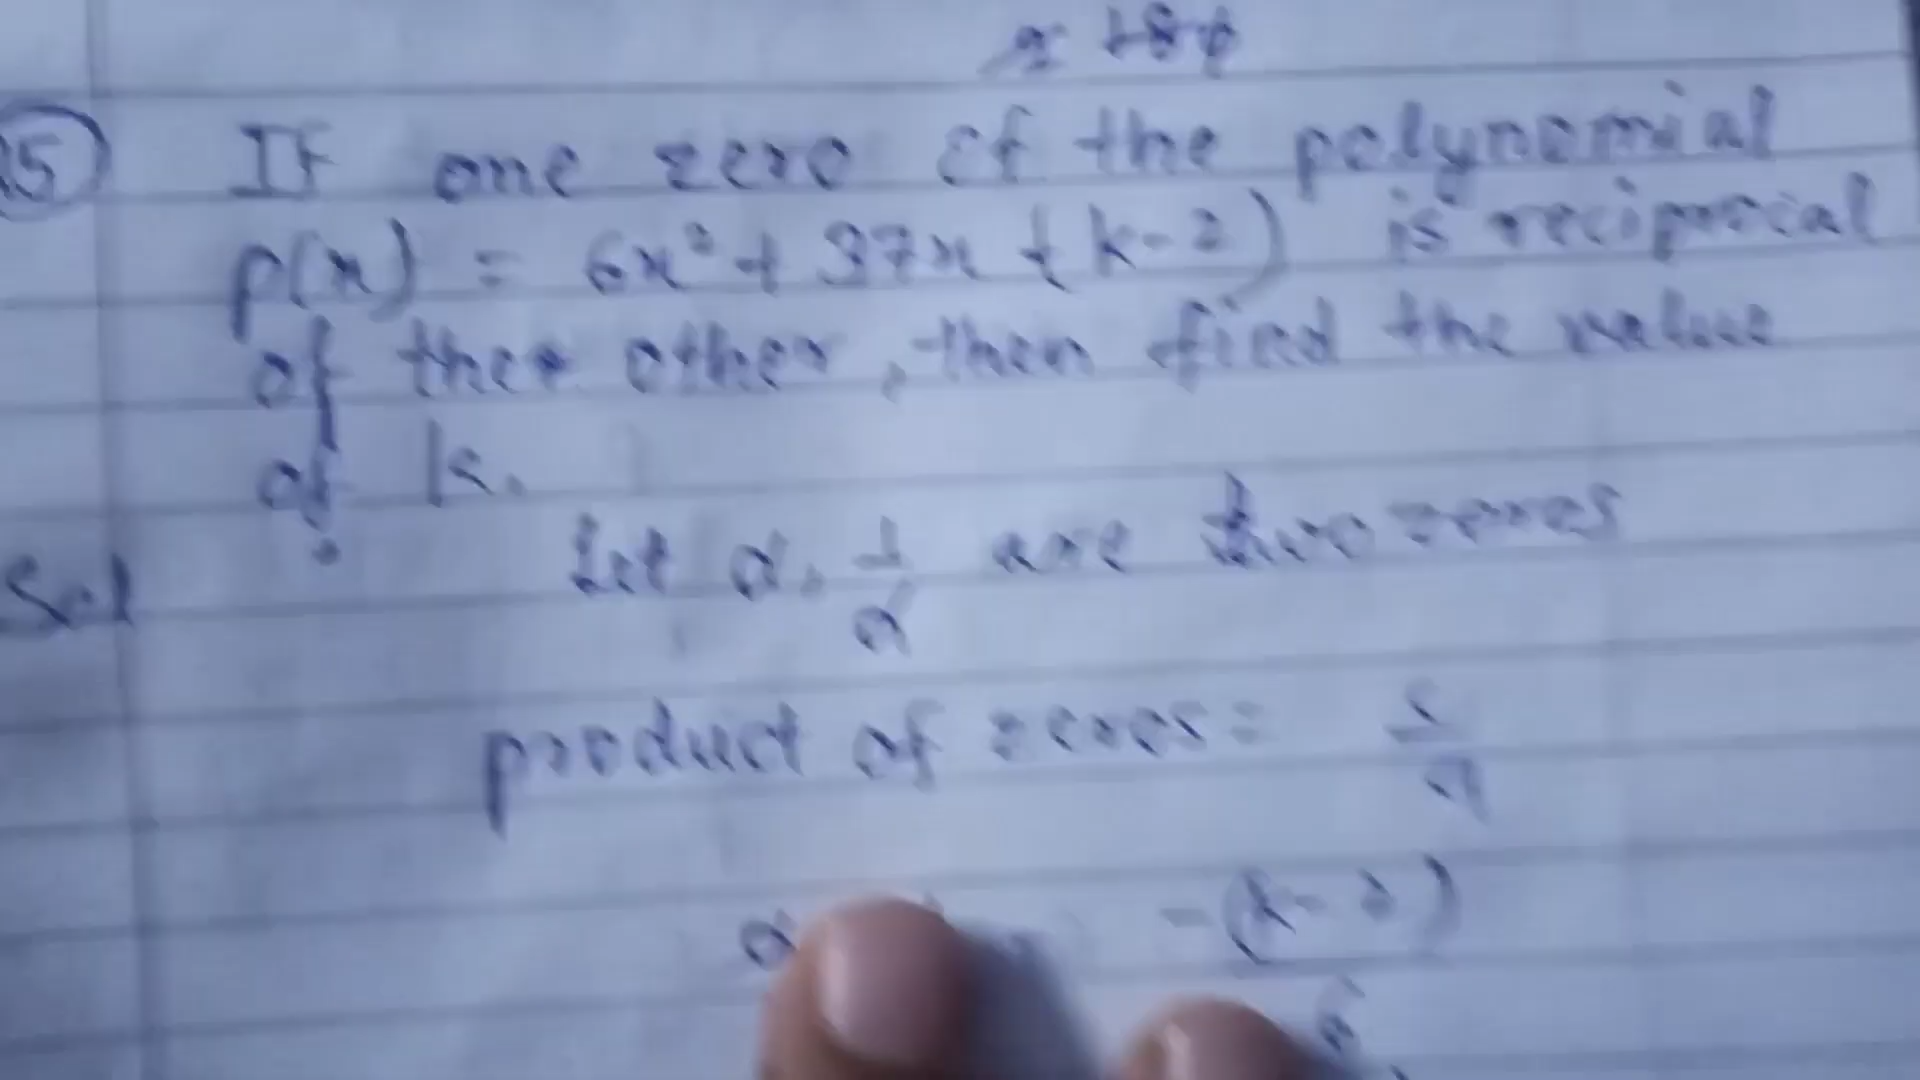 (15) If one zero of the polynomial
p(x) = 6x² + 37x + (k-2) is reciprocal
of the other, then find the value
of k.
Sol Let α, 1/α are two zeroes
product of zeroes = c/a
α -(k-2)/6